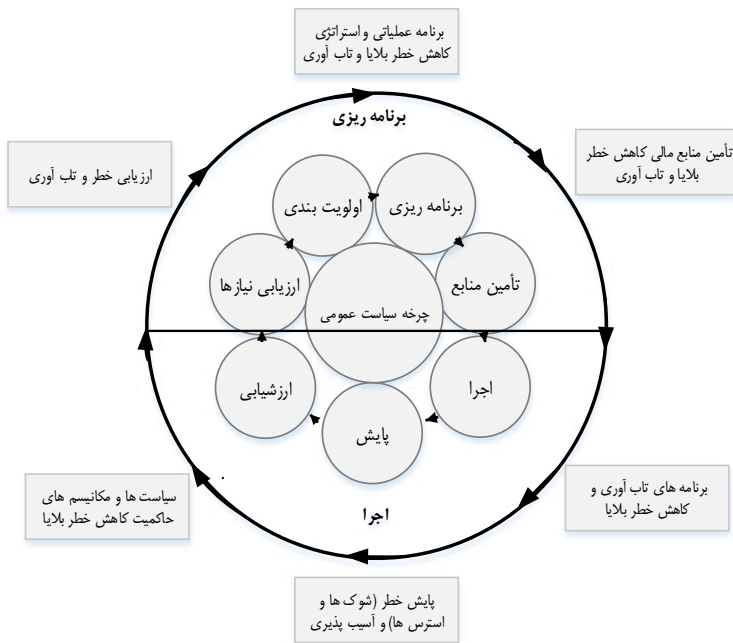 برنامه عملیاتی و استراتژی
کاهش خطر بلایا و تاب آوری
برنامه ریزی
تأمین منابع مالی کاهش خطر
بلایا و تاب آوری
ارزیابی خطر و تاب آوری
اولویت بندی
برنامه ریزی
ارزیابی نیازها
تأمین منابع
چرخه سیاست عمومی
ارزشیابی
اجرا
پایش
برنامه های تاب آوری و
کاهش خطر بلایا
سیاست ها و مکانیسم های
حاکمیت کاهش خطر بلایا
اجرا
پایش خطر (شوک ها و
استرس ها) و آسیب پذیری